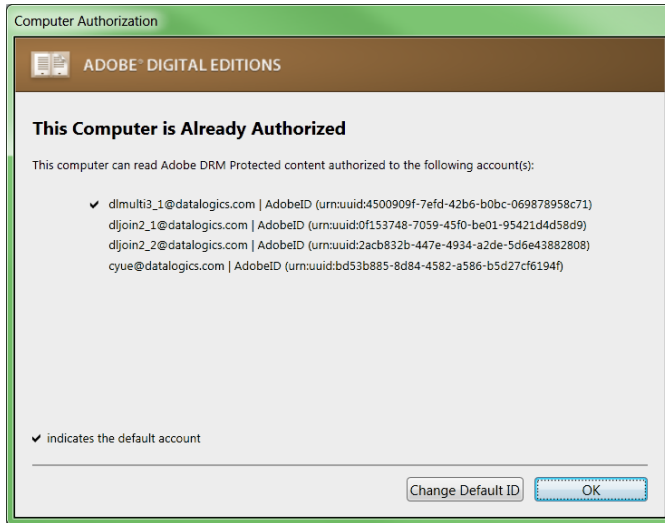 Computer Authorization
ADOBE® DIGITAL EDITIONS
This Computer is Already Authorized
This computer can read Adobe DRM Protected content authorized to the following account(s):
✔ dlmulti3_1@datalogics.com | AdobeID (urn:uuid:4500909f-7efd-42b6-b0bc-069878958c71)
dljoin2_1@datalogics.com | AdobeID (urn:uuid:0f153748-7059-45f0-be01-95421d4d58d9)
dljoin2_2@datalogics.com | AdobeID (urn:uuid:2acb832b-447e-4934-a2de-5d6e43882808)
cyue@datalogics.com | AdobeID (urn:uuid:bd53b885-8d84-4582-a586-b5d27cf6194f)
✔ indicates the default account
Change Default ID OK